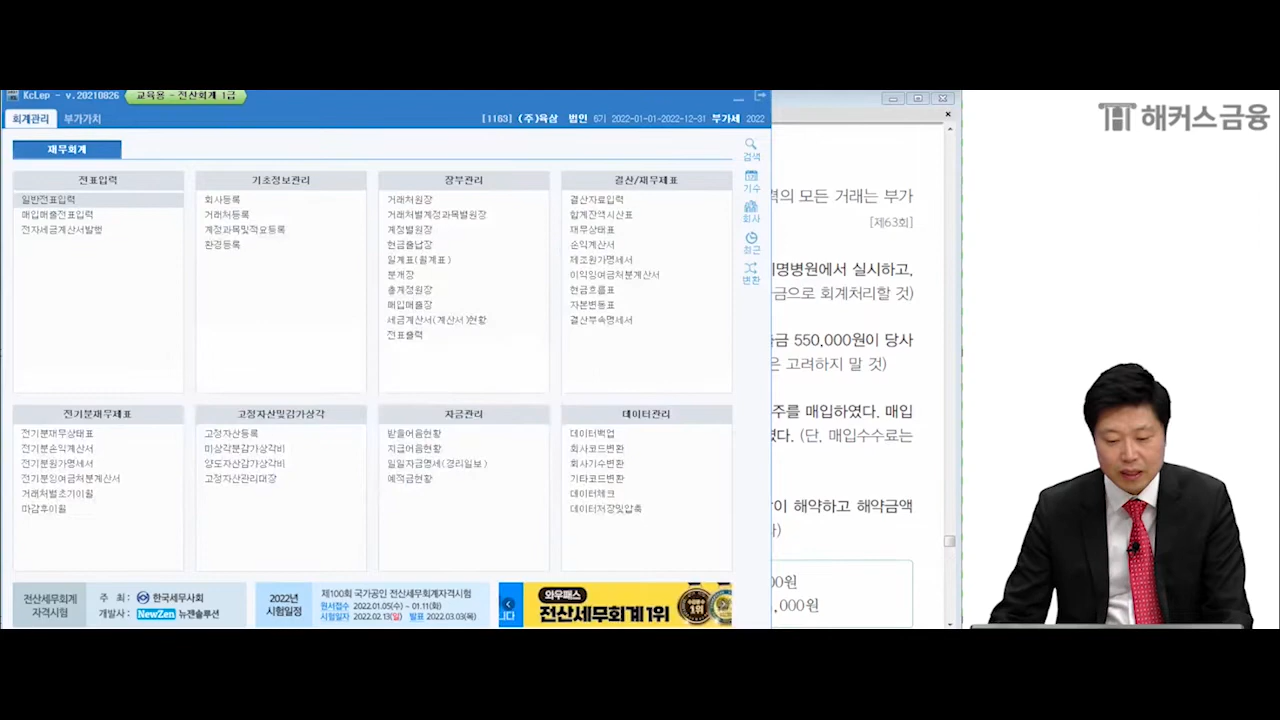 KcLep - v.20210826
교육용 - 전산회계 1급
회계관리
부가가치
[1163] (주)육삼 법인 6기 2022-01-01~2022-12-31 부가세 2022
해커스금융
재무회계
검색
기수
회사
최근
변환
전표입력
일반전표입력
매입매출전표입력
전자세금계산서발행
기초정보관리
회사등록
거래처등록
계정과목및적요등록
환경등록
장부관리
거래처원장
거래처별계정과목별원장
계정별원장
현금출납장
일계표(월계표)
분개장
총계정원장
매입매출장
세금계산서(계산서)현황
전표출력
결산/재무제표
결산자료입력
합계잔액시산표
재무상태표
손익계산서
제조원가명세서
이익잉여금처분계산서
현금흐름표
자본변동표
결산부속명세서
전기분재무제표
전기분재무상태표
전기분손익계산서
전기분원가명세서
전기분잉여금처분계산서
거래처별초기이월
마감후이월
고정자산및감가상각
고정자산등록
미상각분감가상각비
양도자산감가상각비
고정자산관리대장
자금관리
받을어음현황
지급어음현황
일일자금명세(경리일보)
예적금현황
데이터관리
데이터백업
회사코드변환
회사기수변환
기타코드변환
데이터체크
데이터저장및압축
력의 모든 거래는 부가
[제63회]
명병원에서 실시하고,
금으로 회계처리할 것)
금 550,000원이 당사
은 고려하지 말 것)
주를 매입하였다. 매입
였다. (단, 매입수수료는
이 해약하고 해약금액
00원
,000원
전산세무회계
자격시험
주 최 : 한국세무사회
개발사 : NewZen 뉴젠솔루션
2022년
시험일정
제100회 국가공인 전산세무회계자격시험
원서접수 2022.01.05(수) ~ 01.11(화)
시험일자 2022.02.13(일) 발표 2022.03.03(목)
니다
와우패스
전산세무회계 1위
1위